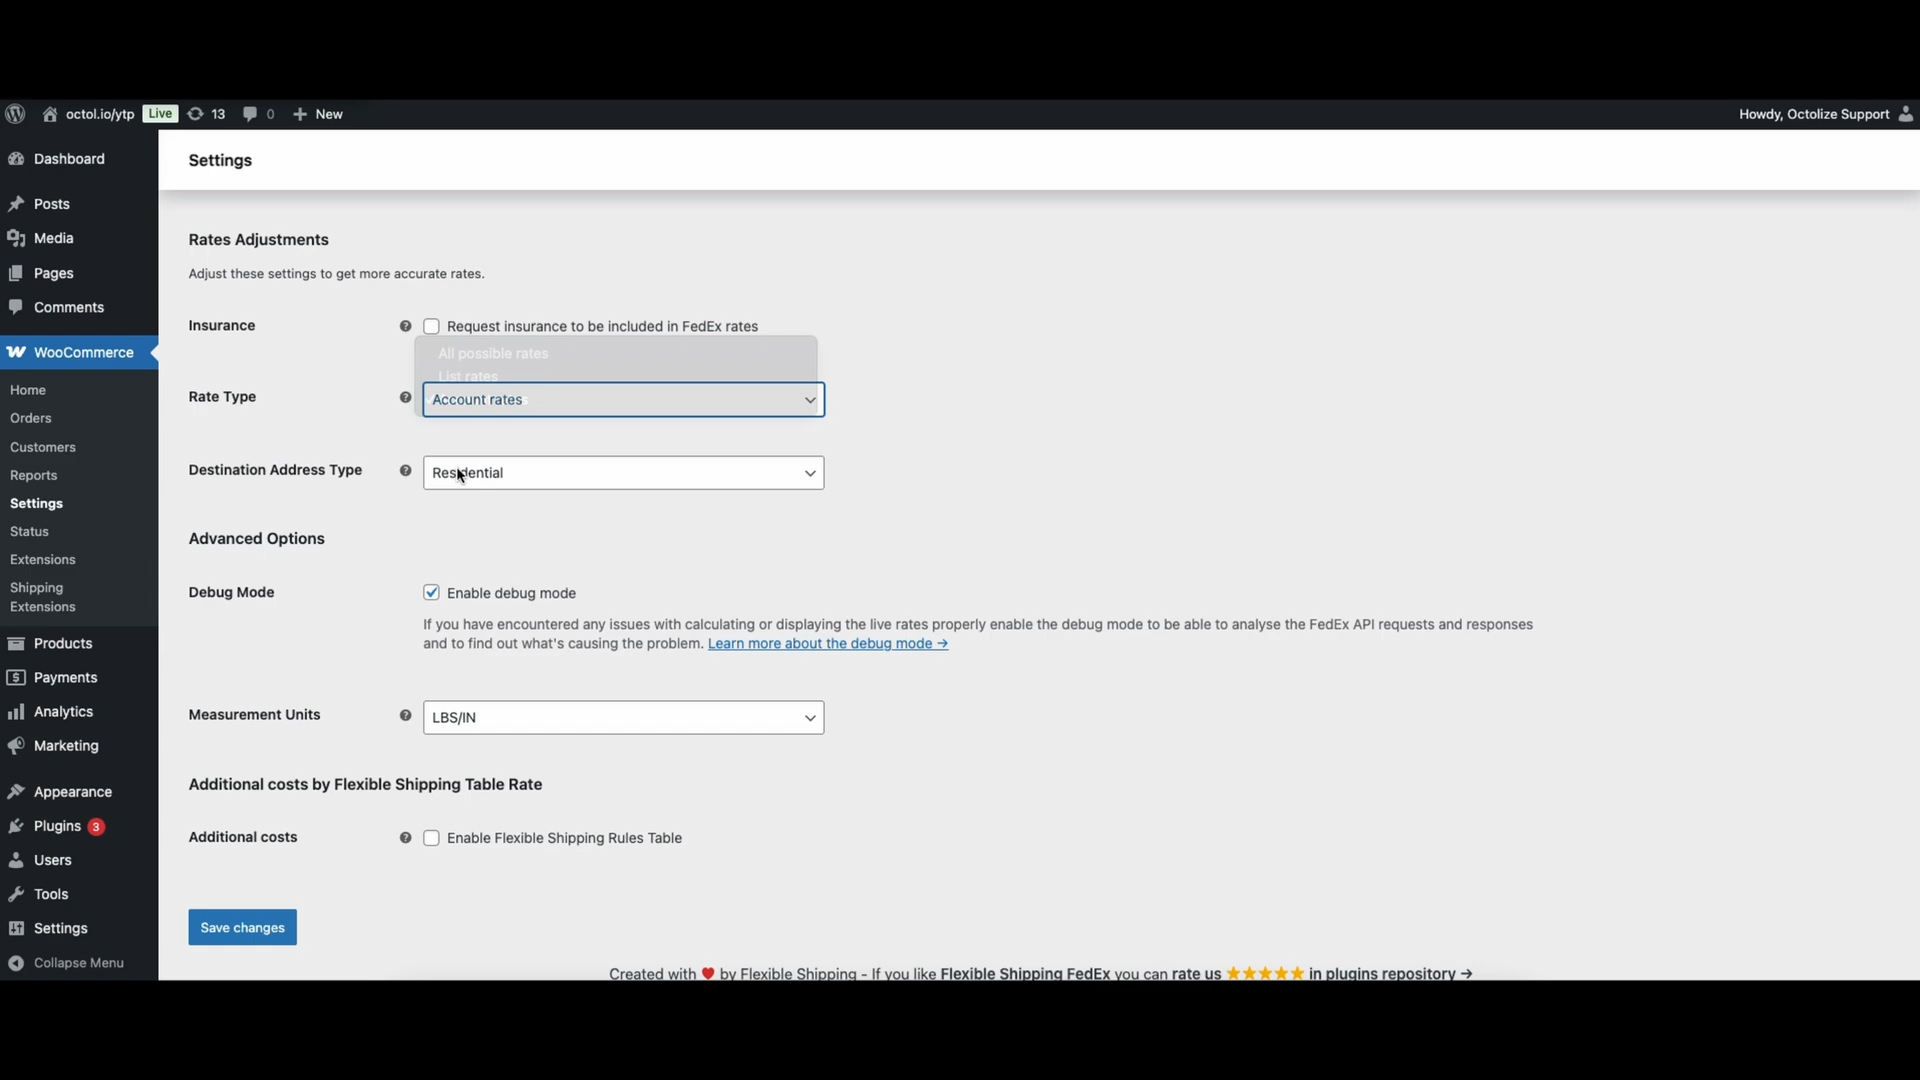 octol.io/ytp Live 13 0 New Howdy, Octolize Support
Dashboard
Posts
Media
Pages
Comments
WooCommerce
Home
Orders
Customers
Reports
Settings
Status
Extensions
Shipping
Extensions
Products
Payments
Analytics
Marketing
Appearance
Plugins 3
Users
Tools
Settings
Collapse Menu
Settings
Rates Adjustments
Adjust these settings to get more accurate rates.
Insurance Request insurance to be included in FedEx rates
All possible rates
List rates
Rate Type Account rates
Destination Address Type Residential
Advanced Options
Debug Mode Enable debug mode
If you have encountered any issues with calculating or displaying the live rates properly enable the debug mode to be able to analyse the FedEx API requests and responses
and to find out what's causing the problem. Learn more about the debug mode →
Measurement Units LBS/IN
Additional costs by Flexible Shipping Table Rate
Additional costs Enable Flexible Shipping Rules Table
Save changes
Created with ♥ by Flexible Shipping - If you like Flexible Shipping FedEx you can rate us ★★★★★ in plugins repository →